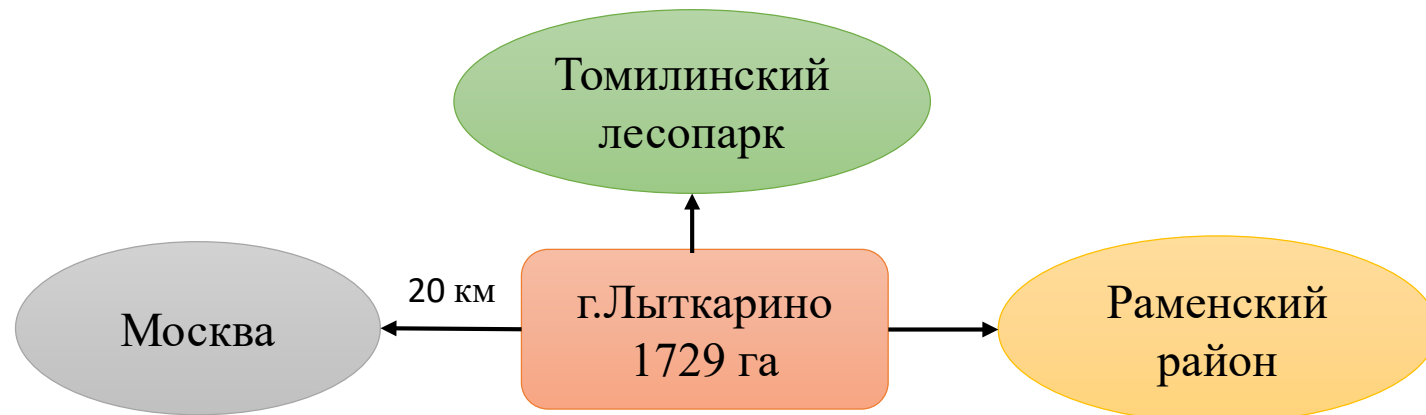 Томилинский
лесопарк
20 км
Москва
г.Лыткарино
1729 га
Раменский
район